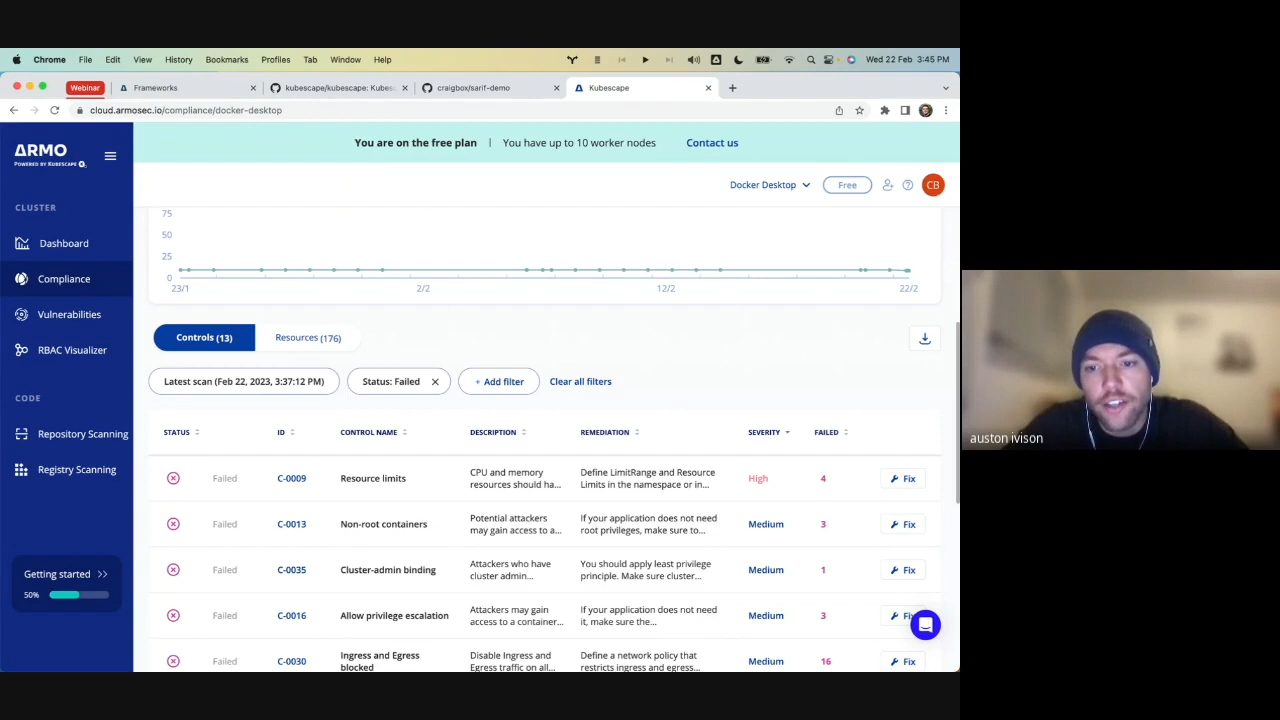 Chrome File Edit View History Bookmarks Profiles Tab Window Help Wed 22 Feb 3:45 PM
Webinar Frameworks kubescape/kubescape: Kubes craigbox/sarif-demo Kubescape
cloud.armosec.io/compliance/docker-desktop
You are on the free plan | You have up to 10 worker nodes Contact us
ARMO
POWERED BY KUBESCAPE
Docker Desktop Free CB
CLUSTER
Dashboard
Compliance
Vulnerabilities
RBAC Visualizer
CODE
Repository Scanning
Registry Scanning
Getting started >>
50%
75
50
25
0
23/1 2/2 12/2 22/2
Controls (13) Resources (176)
Latest scan (Feb 22, 2023, 3:37:12 PM) Status: Failed + Add filter Clear all filters
STATUS ID CONTROL NAME DESCRIPTION REMEDIATION SEVERITY FAILED
Failed C-0009 Resource limits CPU and memory resources should ha... Define LimitRange and Resource Limits in the namespace or in... High 4 Fix
Failed C-0013 Non-root containers Potential attackers may gain access to a... If your application does not need root privileges, make sure to... Medium 3 Fix
Failed C-0035 Cluster-admin binding Attackers who have cluster admin... You should apply least privilege principle. Make sure cluster... Medium 1 Fix
Failed C-0016 Allow privilege escalation Attackers may gain access to a container... If your application does not need it, make sure the... Medium 3 Fix
Failed C-0030 Ingress and Egress blocked Disable Ingress and Egress traffic on all... Define a network policy that restricts ingress and egress... Medium 16 Fix
auston ivison